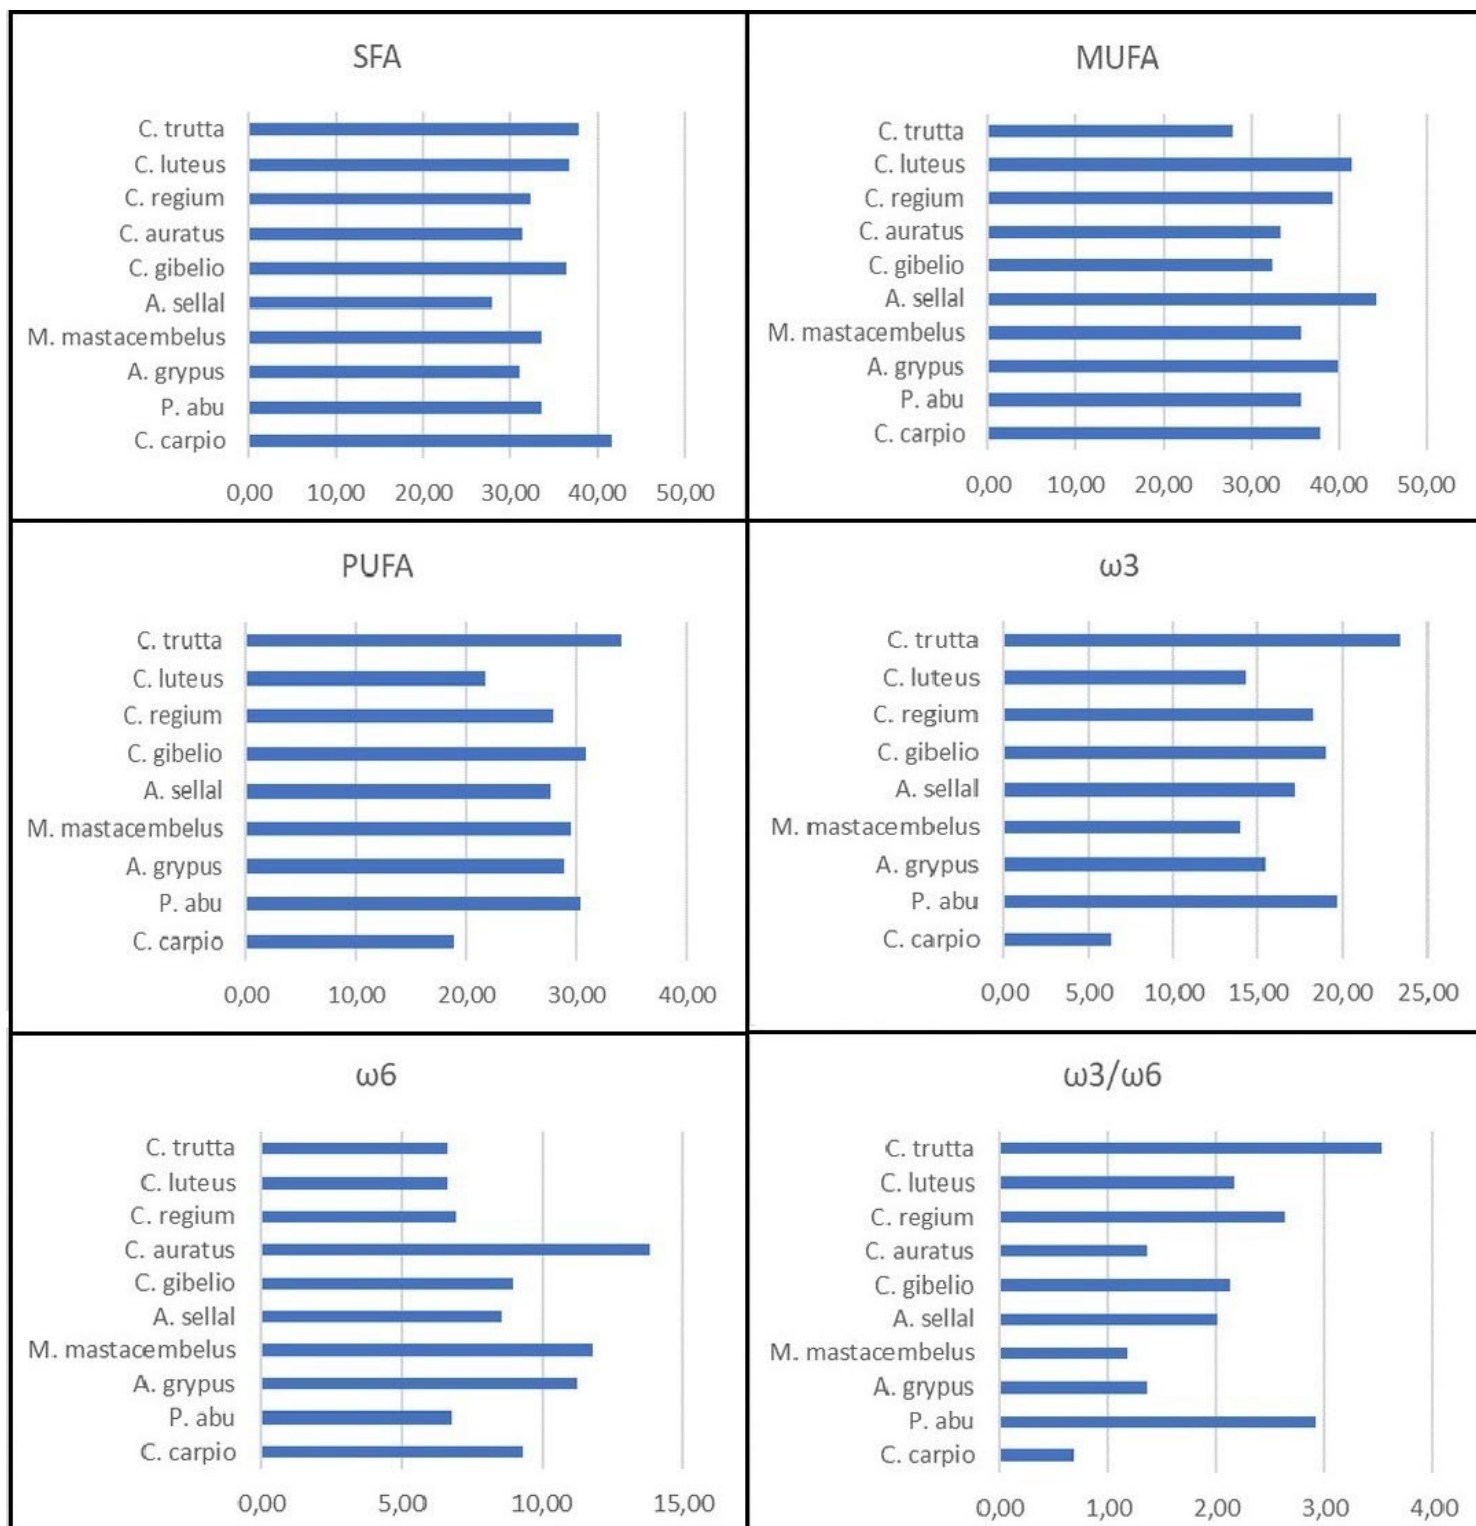 SFA
C. trutta
C. luteus
C. regium
C. auratus
C. gibelio
A. sellal
M. mastacembelus
A. grypus
P. abu
C. carpio
0,00 10,00 20,00 30,00 40,00 50,00
MUFA
C. trutta
C. luteus
C. regium
C. auratus
C. gibelio
A. sellal
M. mastacembelus
A. grypus
P. abu
C. carpio
0,00 10,00 20,00 30,00 40,00 50,00
PUFA
C. trutta
C. luteus
C. regium
C. gibelio
A. sellal
M. mastacembelus
A. grypus
P. abu
C. carpio
0,00 10,00 20,00 30,00 40,00
ω3
C. trutta
C. luteus
C. regium
C. gibelio
A. sellal
M. mastacembelus
A. grypus
P. abu
C. carpio
0,00 5,00 10,00 15,00 20,00 25,00
ω6
C. trutta
C. luteus
C. regium
C. auratus
C. gibelio
A. sellal
M. mastacembelus
A. grypus
P. abu
C. carpio
0,00 5,00 10,00 15,00
ω3/ω6
C. trutta
C. luteus
C. regium
C. auratus
C. gibelio
A. sellal
M. mastacembelus
A. grypus
P. abu
C. carpio
0,00 1,00 2,00 3,00 4,00